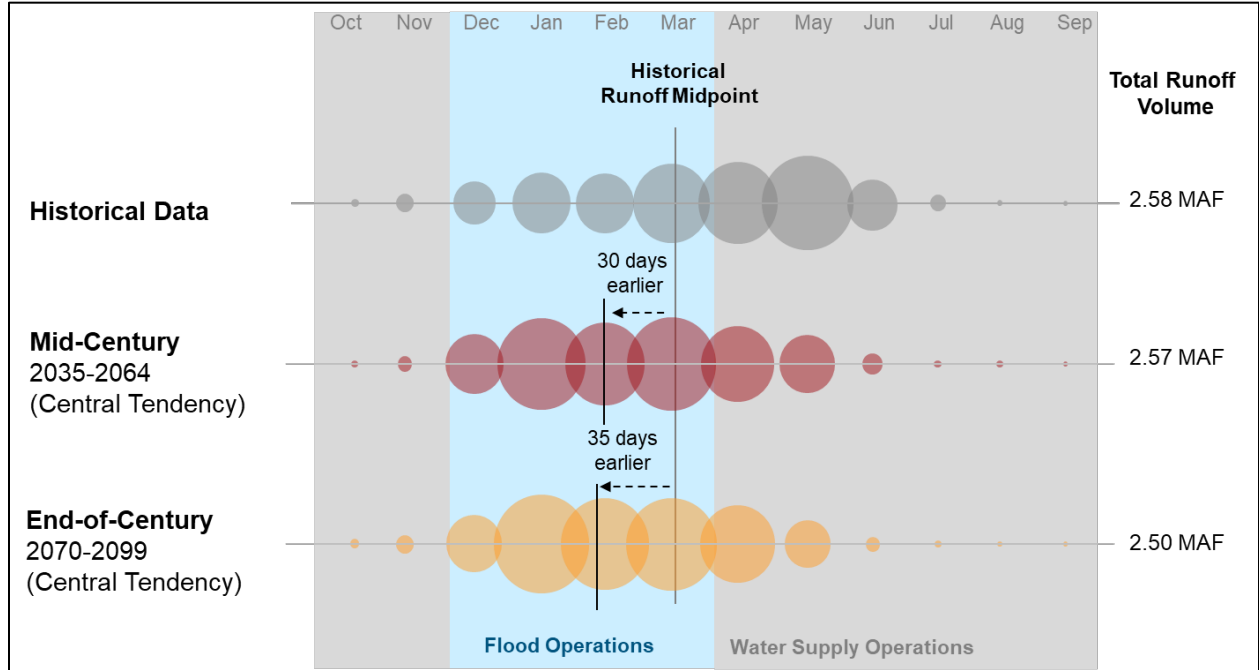 Oct Nov Dec Jan Feb Mar Apr May Jun Jul Aug Sep
Historical
Runoff Midpoint
Total Runoff
Volume
Historical Data
2.58 MAF
30 days
earlier
Mid-Century
2035-2064
(Central Tendency)
2.57 MAF
35 days
earlier
End-of-Century
2070-2099
(Central Tendency)
2.50 MAF
Flood Operations
Water Supply Operations